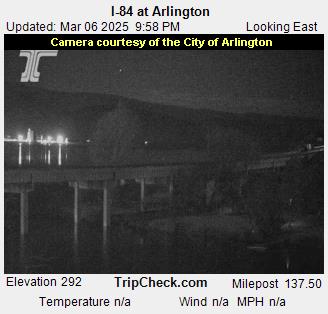 I-84 at Arlington
Updated: Mar 06 2025 9:58 PM Looking East
Camera courtesy of the City of Arlington
Elevation 292 TripCheck.com Milepost 137.50
Temperature n/a Wind n/a MPH n/a